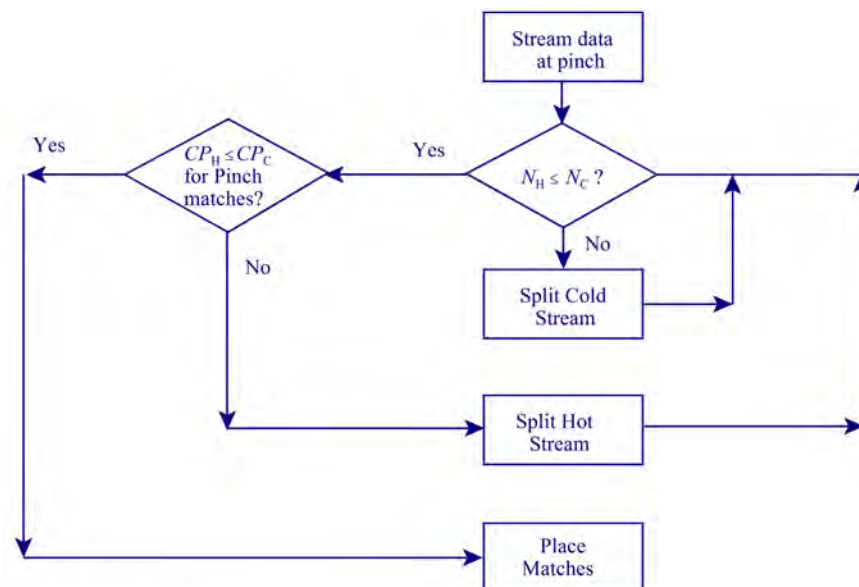 Stream data
at pinch
Yes
CP_H ≤ CP_C
for Pinch
matches?
Yes
N_H ≤ N_C ?
No
No
Split Cold
Stream
Split Hot
Stream
Place
Matches